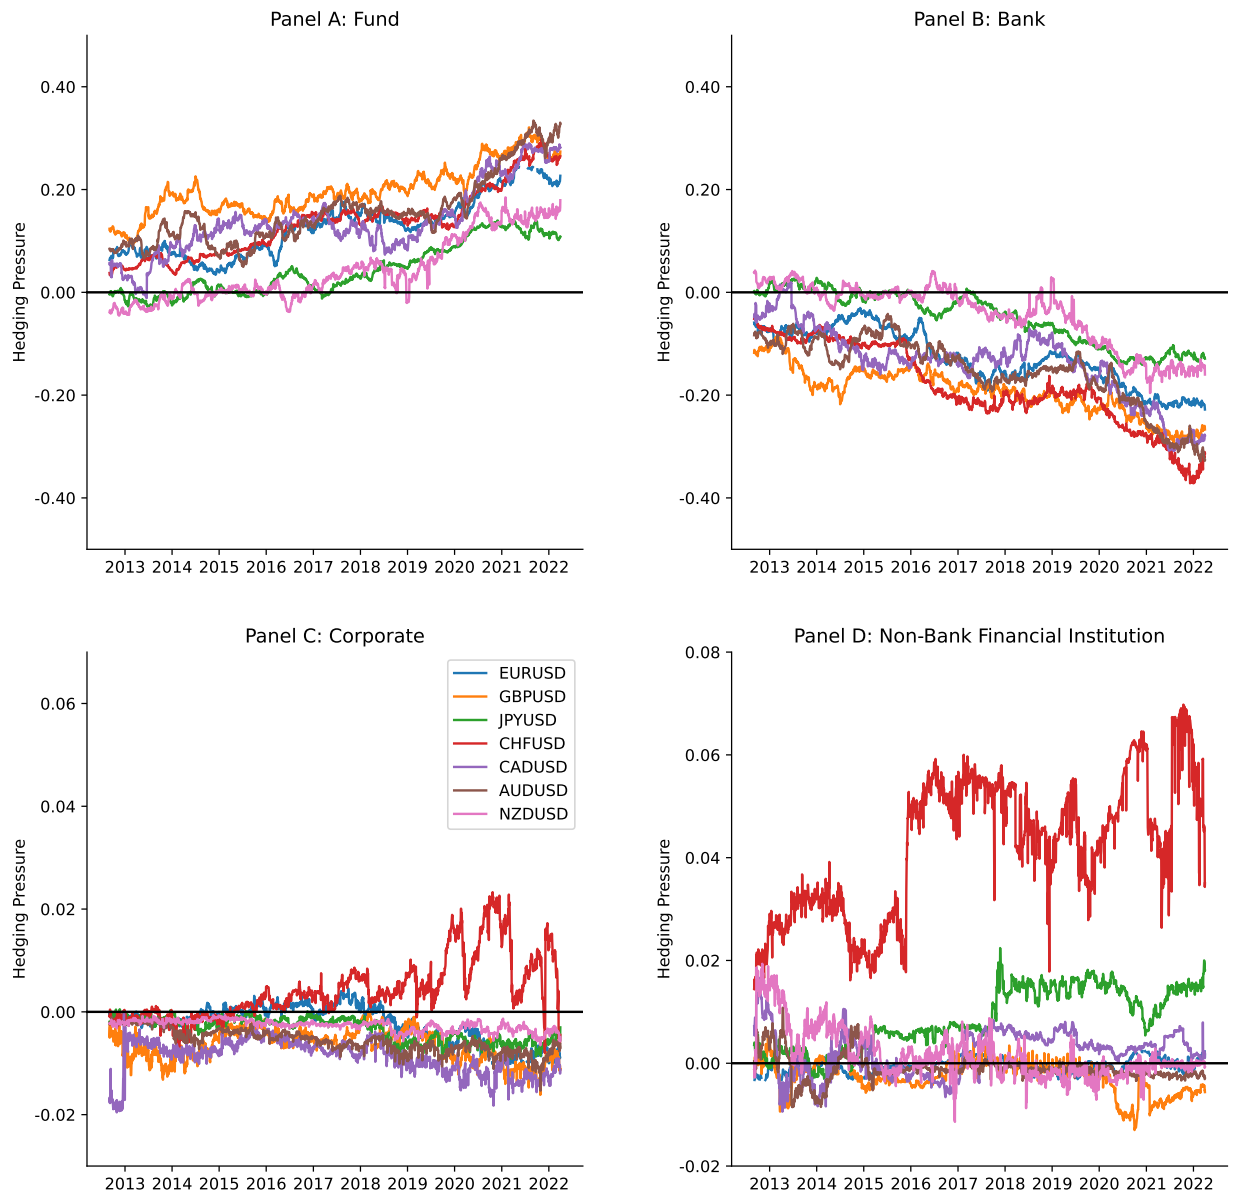 Panel A: Fund
Hedging Pressure
0.40
0.20
0.00
-0.20
-0.40
2013 2014 2015 2016 2017 2018 2019 2020 2021 2022
Panel B: Bank
Hedging Pressure
0.40
0.20
0.00
-0.20
-0.40
2013 2014 2015 2016 2017 2018 2019 2020 2021 2022
Panel C: Corporate
Hedging Pressure
0.06
0.04
0.02
0.00
-0.02
EURUSD
GBPUSD
JPYUSD
CHFUSD
CADUSD
AUDUSD
NZDUSD
2013 2014 2015 2016 2017 2018 2019 2020 2021 2022
Panel D: Non-Bank Financial Institution
Hedging Pressure
0.08
0.06
0.04
0.02
0.00
-0.02
2013 2014 2015 2016 2017 2018 2019 2020 2021 2022